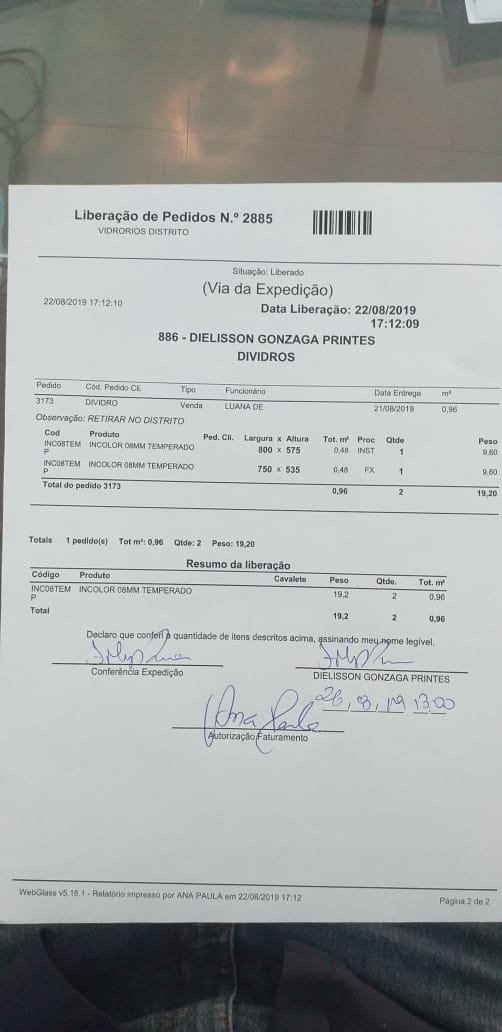 Liberação de Pedidos N.º 2885
VIDRORIOS DISTRITO
Situação: Liberado
(Via da Expedição)
22/08/2019 17:12:10
Data Liberação: 22/08/2019
17:12:09
886 - DIELISSON GONZAGA PRINTES
DIVIDROS
Pedido Cód. Pedido Cli. Tipo Funcionário Data Entrega m²
3173 DIVIDRO Venda LUANA DE 21/08/2019 0,96
Observação: RETIRAR NO DISTRITO
Cod Produto Ped. Cli. Largura x Altura Tot. m² Proc Qtde Peso
INC08TEM INCOLOR 08MM TEMPERADO 800 x 575 0,48 INST 1 9,60
P
INC08TEM INCOLOR 08MM TEMPERADO 750 x 535 0,48 FX 1 9,60
P
Total do pedido 3173 0,96 2 19,20
Totais 1 pedido(s) Tot m²: 0,96 Qtde: 2 Peso: 19,20
Resumo da liberação
Código Produto Cavalete Peso Qtde. Tot. m²
INC08TEM INCOLOR 08MM TEMPERADO 19,2 2 0,96
P
Total 19,2 2 0,96
Declaro que conferi a quantidade de itens descritos acima, assinando meu nome legível.
Conferência Expedição DIELISSON GONZAGA PRINTES
26, 8, 19 13:00
Ana Paula
Autorização Faturamento
WebGlass v5.18.1 - Relatório impresso por ANA PAULA em 22/08/2019 17:12
Página 2 de 2